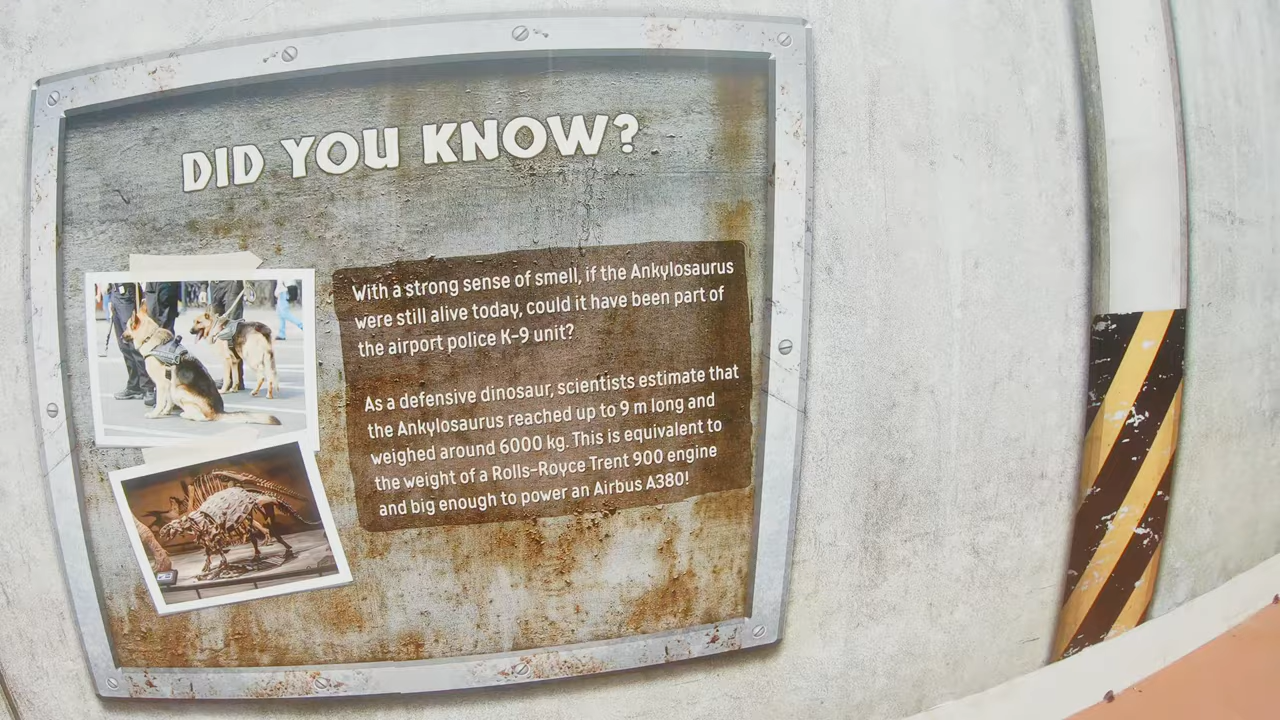 DID YOU KNOW?
With a strong sense of smell, if the Ankylosaurus
were still alive today, could it have been part of
the airport police K-9 unit?
As a defensive dinosaur, scientists estimate that
the Ankylosaurus reached up to 9 m long and
weighed around 6000 kg. This is equivalent to
the weight of a Rolls-Royce Trent 900 engine
and big enough to power an Airbus A380!